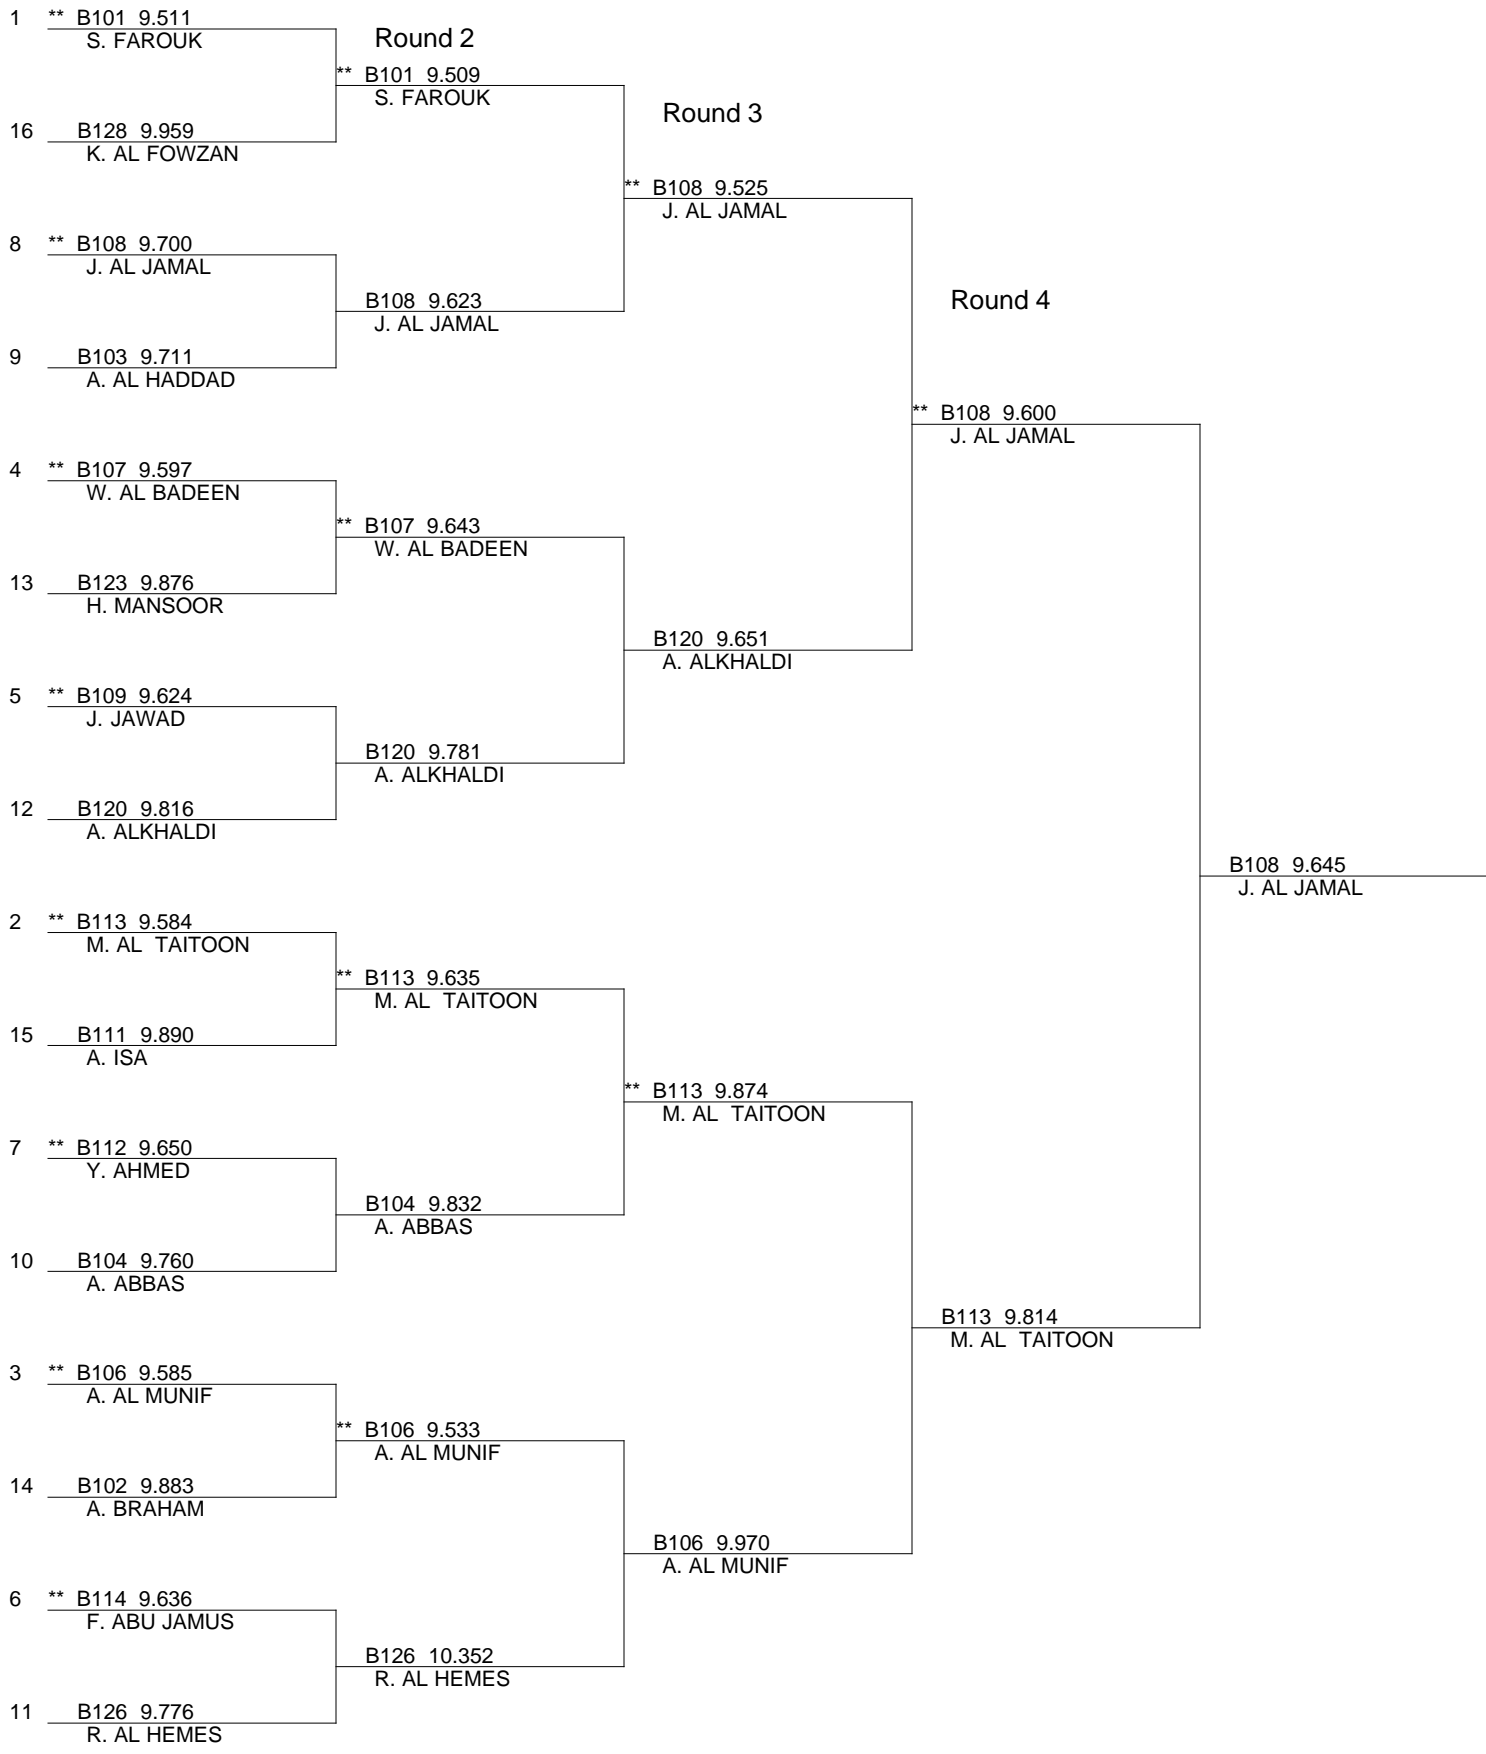 1 ** B101 9.511
S. FAROUK
Round 2
** B101 9.509
S. FAROUK
Round 3
16 B128 9.959
K. AL FOWZAN
** B108 9.525
J. AL JAMAL
8 ** B108 9.700
J. AL JAMAL
B108 9.623
J. AL JAMAL
Round 4
9 B103 9.711
A. AL HADDAD
** B108 9.600
J. AL JAMAL
4 ** B107 9.597
W. AL BADEEN
** B107 9.643
W. AL BADEEN
13 B123 9.876
H. MANSOOR
B120 9.651
A. ALKHALDI
5 ** B109 9.624
J. JAWAD
B120 9.781
A. ALKHALDI
12 B120 9.816
A. ALKHALDI
B108 9.645
J. AL JAMAL
2 ** B113 9.584
M. AL TAITOON
** B113 9.635
M. AL TAITOON
15 B111 9.890
A. ISA
** B113 9.874
M. AL TAITOON
7 ** B112 9.650
Y. AHMED
B104 9.832
A. ABBAS
10 B104 9.760
A. ABBAS
B113 9.814
M. AL TAITOON
3 ** B106 9.585
A. AL MUNIF
** B106 9.533
A. AL MUNIF
14 B102 9.883
A. BRAHAM
B106 9.970
A. AL MUNIF
6 ** B114 9.636
F. ABU JAMUS
B126 10.352
R. AL HEMES
11 B126 9.776
R. AL HEMES